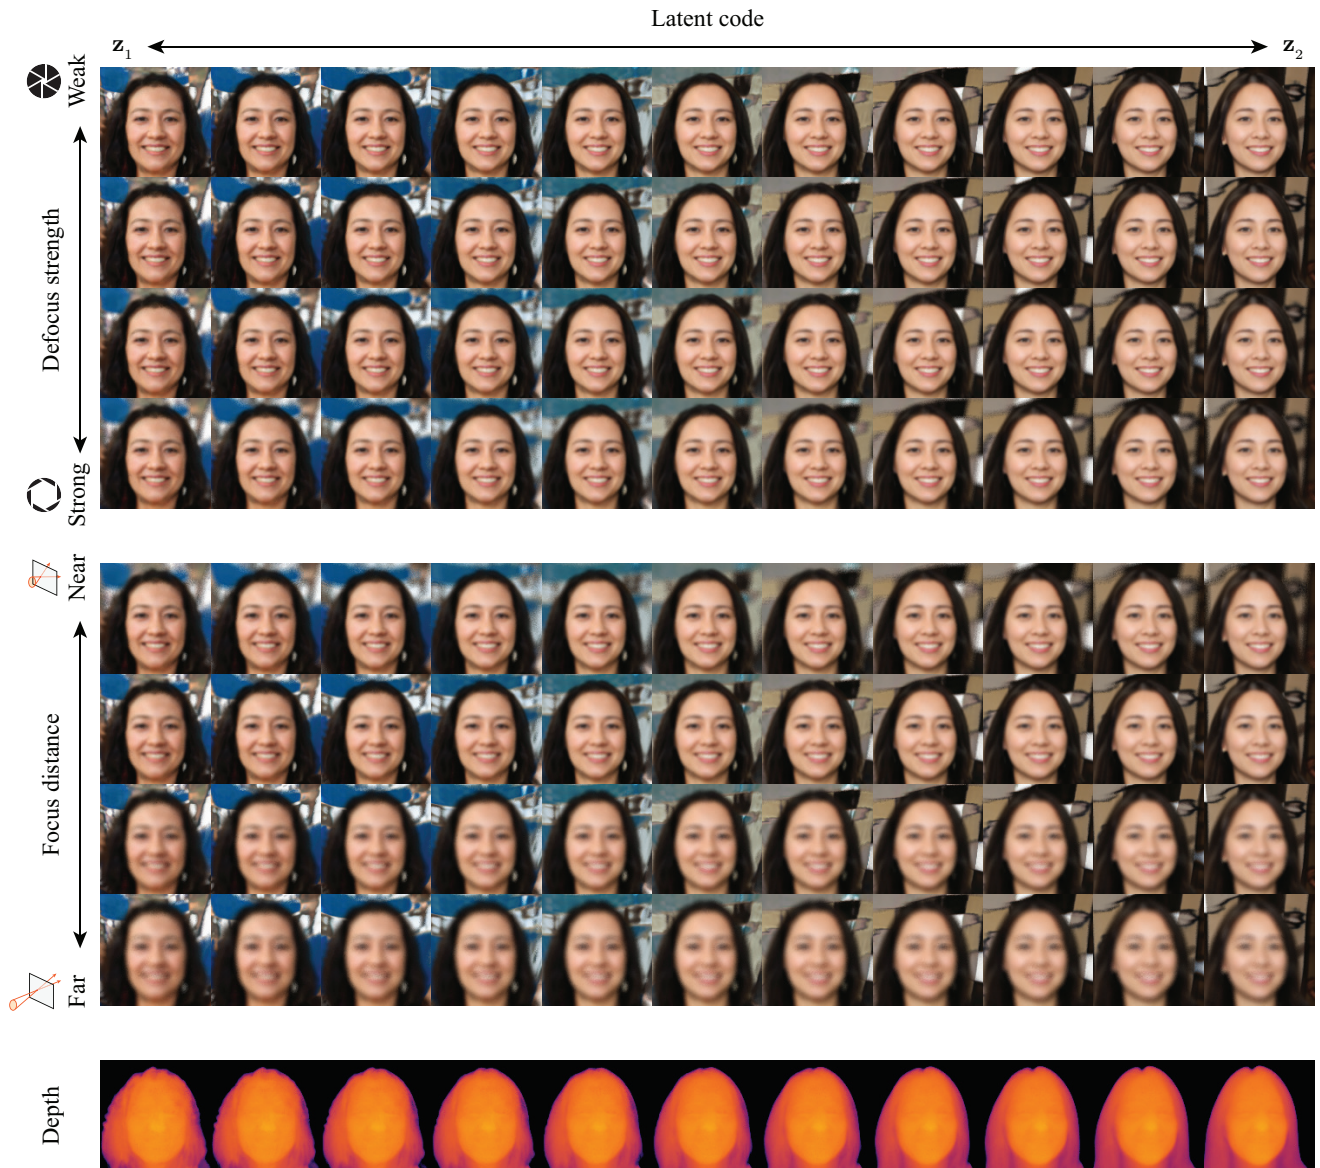 Latent code
z1
z2
Weak
Defocus strength
Strong
Near
Focus distance
Far
Depth